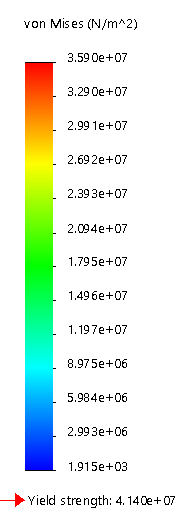 von Mises (N/m^2)
3.590e+07
3.290e+07
2.991e+07
2.692e+07
2.393e+07
2.094e+07
1.795e+07
1.496e+07
1.197e+07
8.975e+06
5.984e+06
2.993e+06
1.915e+03
Yield strength: 4.140e+07